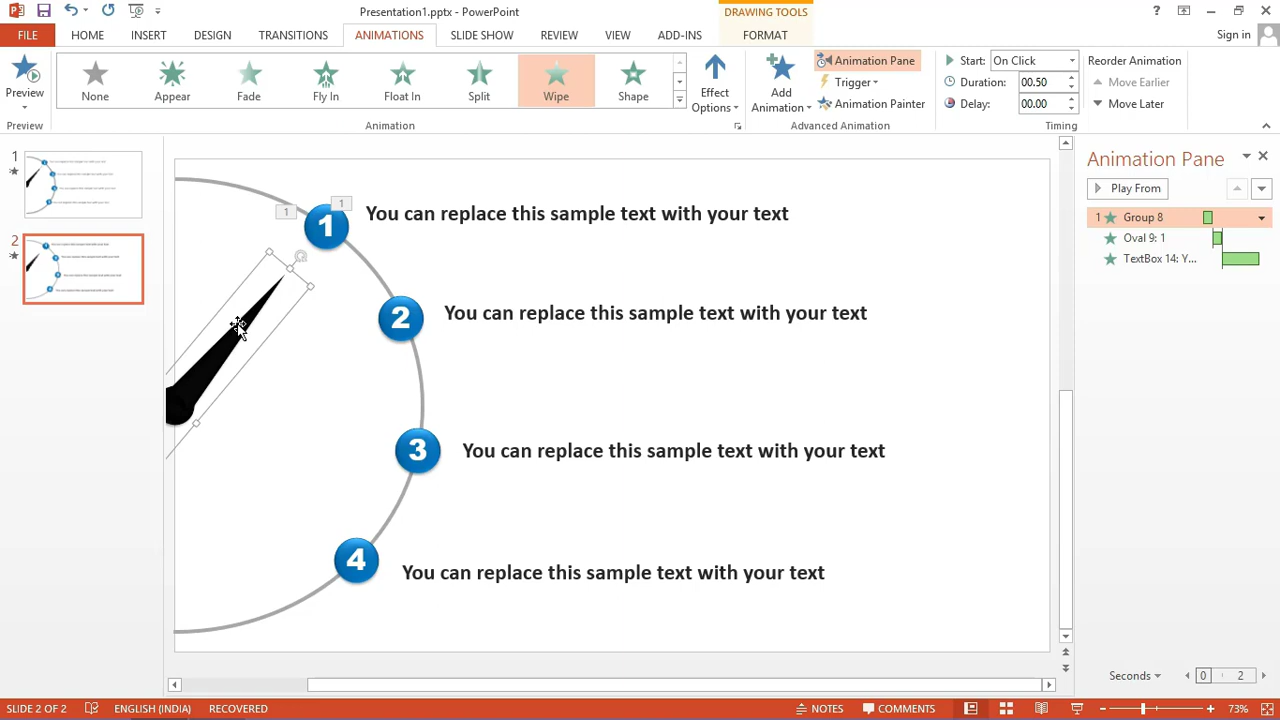 Presentation1.pptx - PowerPoint
DRAWING TOOLS
?
FILE
HOME
INSERT
DESIGN
TRANSITIONS
ANIMATIONS
SLIDE SHOW
REVIEW
VIEW
ADD-INS
FORMAT
Sign in
Preview
None
Appear
Fade
Fly In
Float In
Split
Wipe
Shape
Effect
Options
Add
Animation
Animation Pane
Trigger
Animation Painter
Start:
On Click
Duration:
00.50
Delay:
00.00
Reorder Animation
Move Earlier
Move Later
Preview
Animation
Advanced Animation
Timing
1
2
1
1
1
You can replace this sample text with your text
2
You can replace this sample text with your text
3
You can replace this sample text with your text
4
You can replace this sample text with your text
Animation Pane
Play From
1
Group 8
Oval 9: 1
TextBox 14: Y...
Seconds
0
2
SLIDE 2 OF 2
ENGLISH (INDIA)
RECOVERED
NOTES
COMMENTS
73%